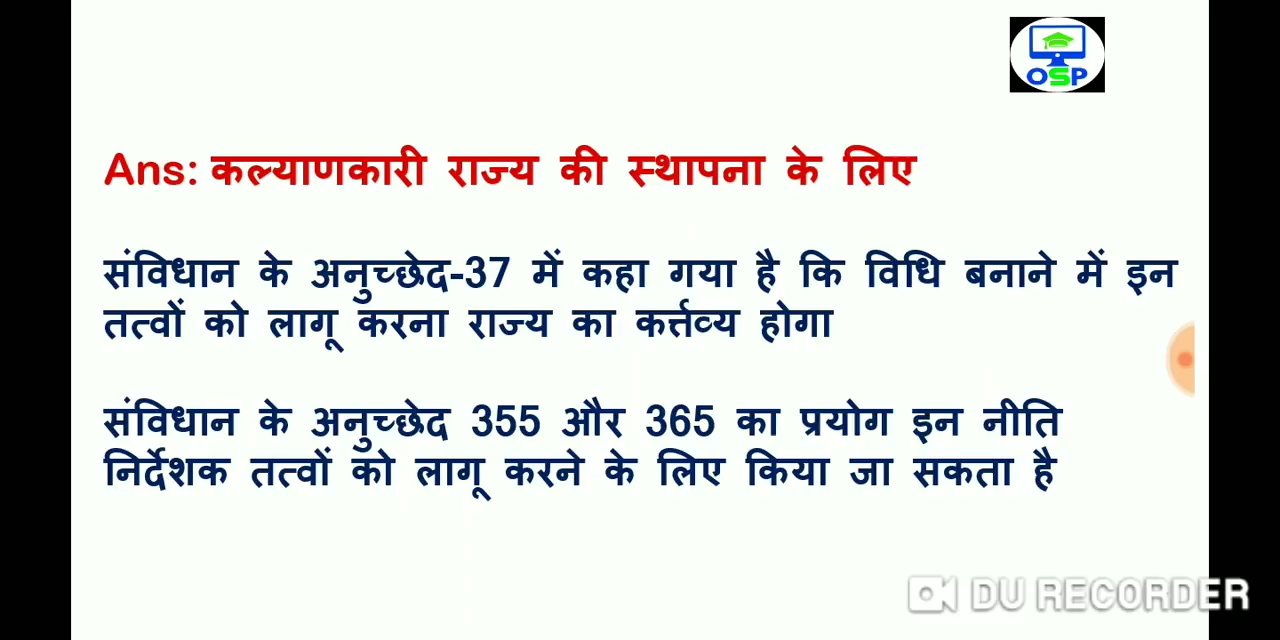 OSP
Ans: कल्याणकारी राज्य की स्थापना के लिए
संविधान के अनुच्छेद-37 में कहा गया है कि विधि बनाने में इन
तत्वों को लागू करना राज्य का कर्त्तव्य होगा
संविधान के अनुच्छेद 355 और 365 का प्रयोग इन नीति
निर्देशक तत्वों को लागू करने के लिए किया जा सकता है
DU RECORDER